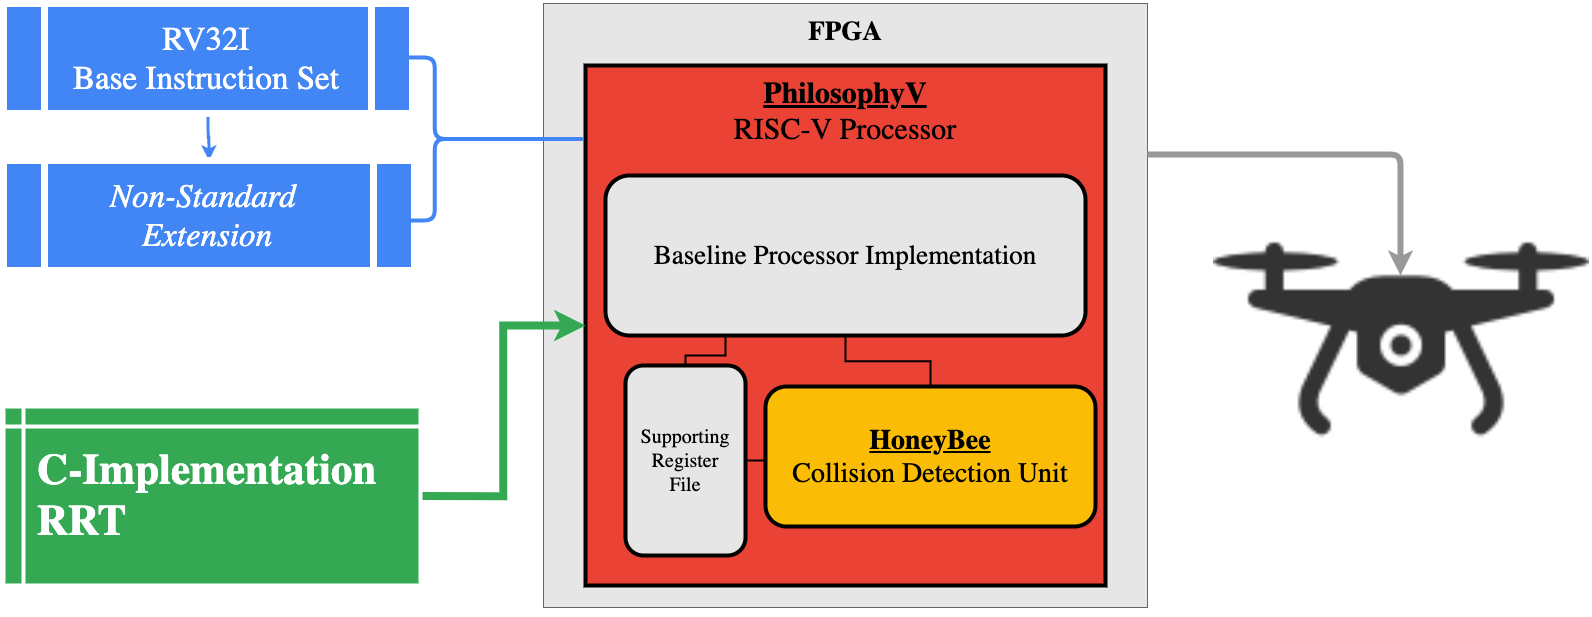 RV32I
Base Instruction Set
Non-Standard
Extension
C-Implementation
RRT
FPGA
PhilosophyV
RISC-V Processor
Baseline Processor Implementation
Supporting
Register
File
HoneyBee
Collision Detection Unit